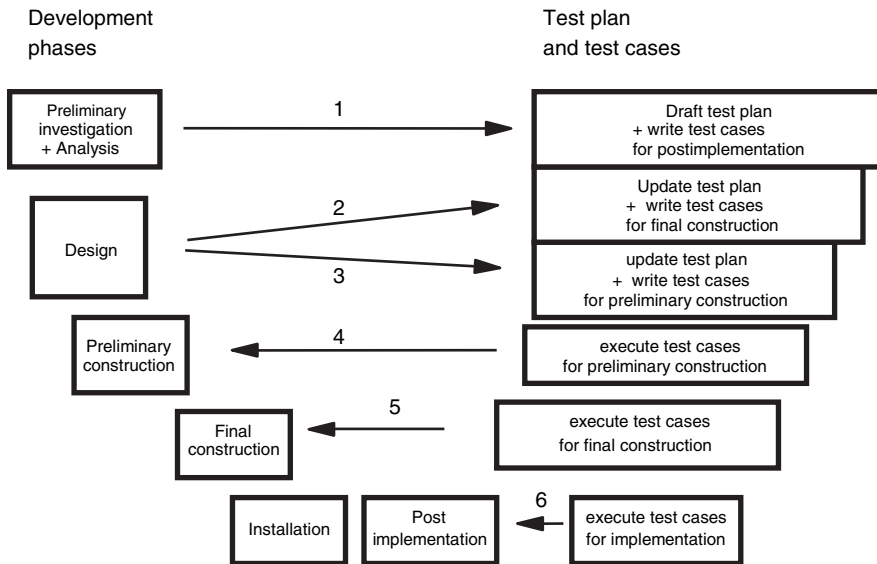 Development
phases
Test plan
and test cases
Preliminary
investigation
+ Analysis
1
Draft test plan
+ write test cases
for postimplementation
Design
2
Update test plan
+ write test cases
for final construction
3
update test plan
+ write test cases
for preliminary construction
Preliminary
construction
4
execute test cases
for preliminary construction
Final
construction
5
execute test cases
for final construction
Installation
Post
implementation
6
execute test cases
for implementation